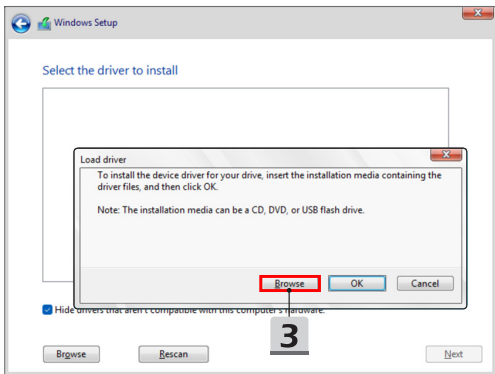 Windows Setup
Select the driver to install
Load driver
To install the device driver for your drive, insert the installation media containing the
driver files, and then click OK.
Note: The installation media can be a CD, DVD, or USB flash drive.
Browse OK Cancel
Hide drivers that aren't compatible with this computer's hardware.
3
Browse Rescan Next